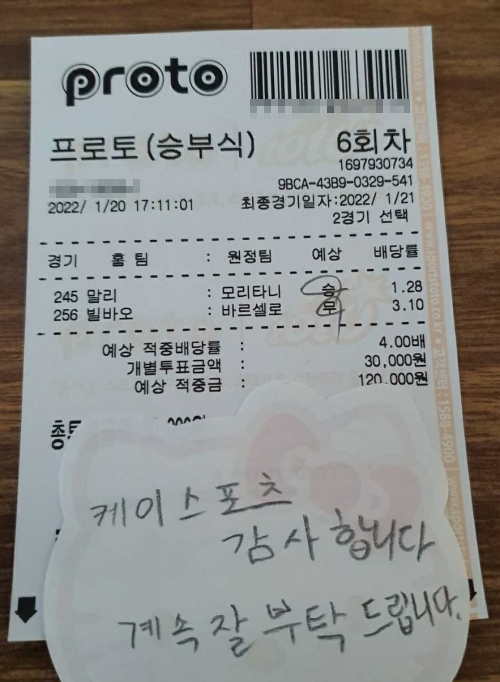 proto
프로토(승부식) 6회차
1697930734
9BCA-43B9-0329-541
2022/ 1/20 17:11:01 최종경기일자:2022/ 1/21
2경기 선택
경기 홈 팀 : 원정팀 예상 배당률
245 말리 : 모리타니 승 1.28
256 빌바오 : 바르셀로 무 3.10
예상 적중배당률 : 4.00배
개별투표금액 : 30,000원
예상 적중금 : 120,000원
케이스포츠
감사합니다
계속 잘 부탁드립니다.